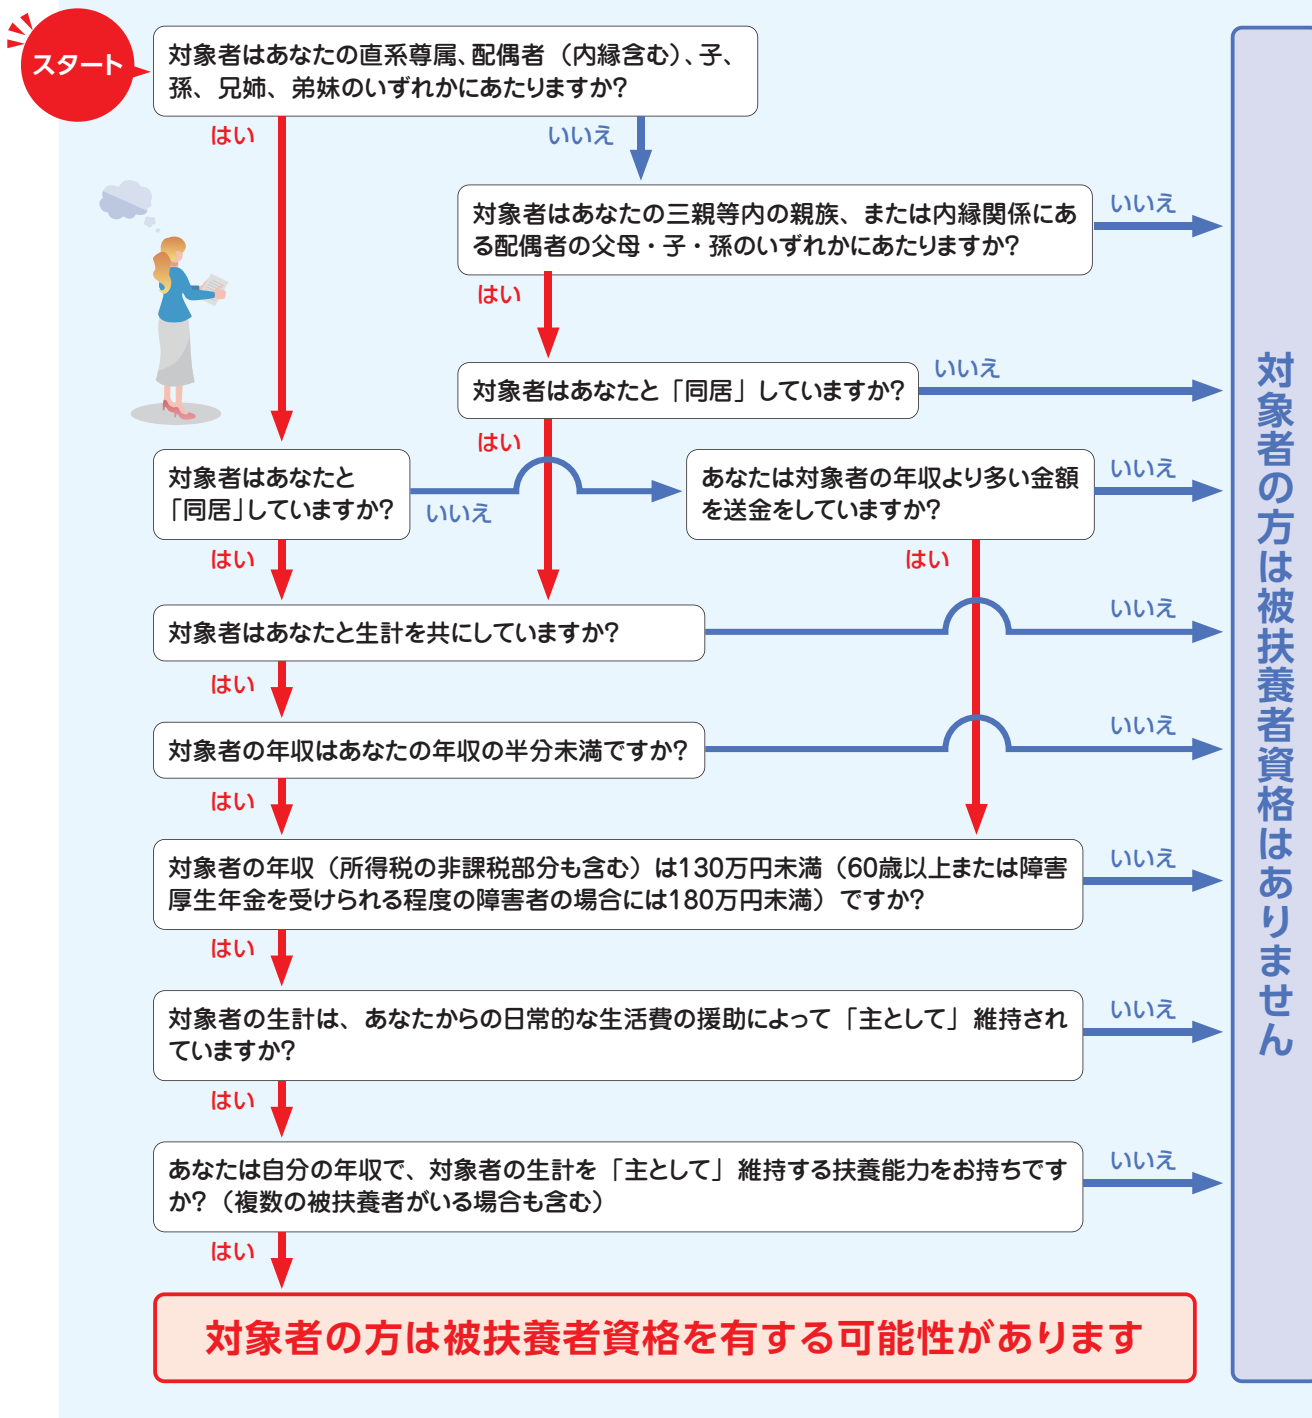 スタート
対象者はあなたの直系尊属、配偶者（内縁含む）、子、
孫、兄姉、弟妹のいずれかにあたりますか？
はい
いいえ
対象者はあなたの三親等内の親族、または内縁関係にあ
る配偶者の父母・子・孫のいずれかにあたりますか？
いいえ
はい
対象者はあなたと「同居」していますか？
いいえ
はい
対象者はあなたと
「同居」していますか？
いいえ
はい
あなたは対象者の年収より多い金額
を送金をしていますか？
いいえ
はい
対象者はあなたと生計を共にしていますか？
いいえ
はい
対象者の年収はあなたの年収の半分未満ですか？
いいえ
はい
対象者の年収（所得税の非課税部分も含む）は130万円未満（60歳以上または障害
厚生年金を受けられる程度の障害者の場合には180万円未満）ですか？
いいえ
はい
対象者の生計は、あなたからの日常的な生活費の援助によって「主として」維持され
ていますか？
いいえ
はい
あなたは自分の年収で、対象者の生計を「主として」維持する扶養能力をお持ちです
か？（複数の被扶養者がいる場合も含む）
いいえ
はい
対象者の方は被扶養者資格を有する可能性があります
対象者の方は被扶養者資格はありません